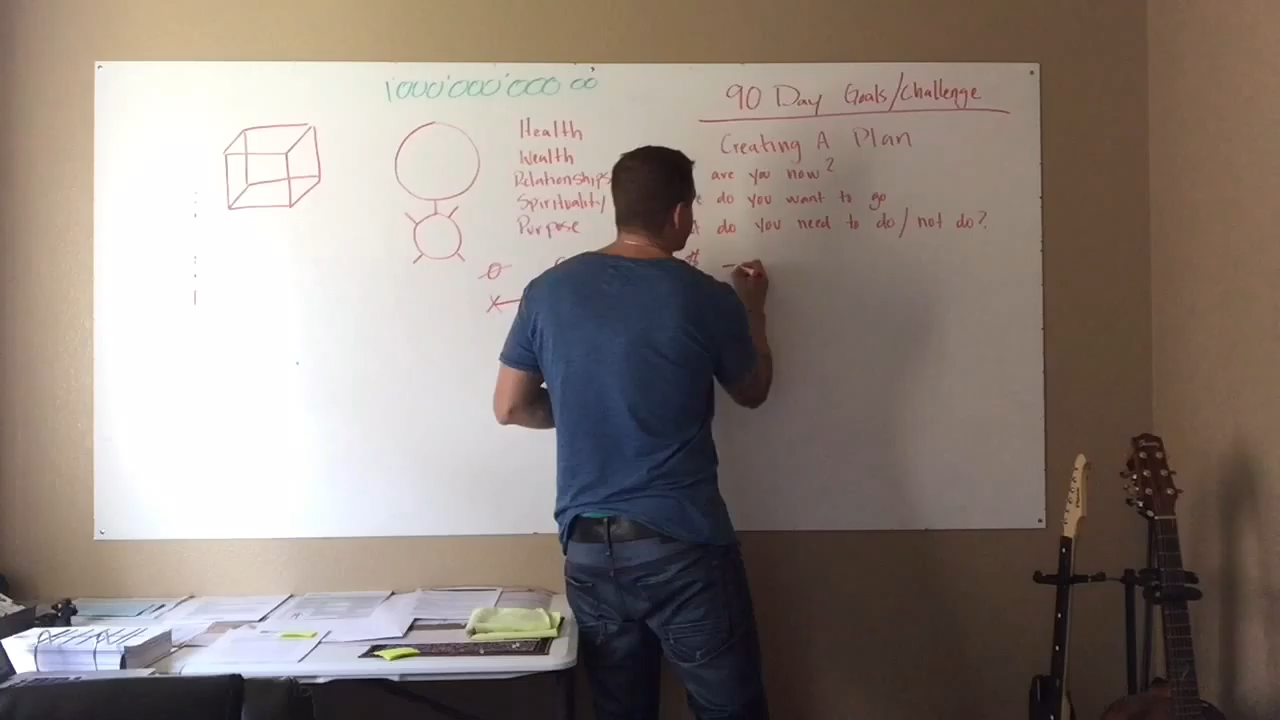 1000'000'000 00
90 Day Goals/Challenge
Creating A Plan
Health
Wealth
Relationships
Spirituality
Purpose
are you now?
do you want to go
do you need to do / not do?